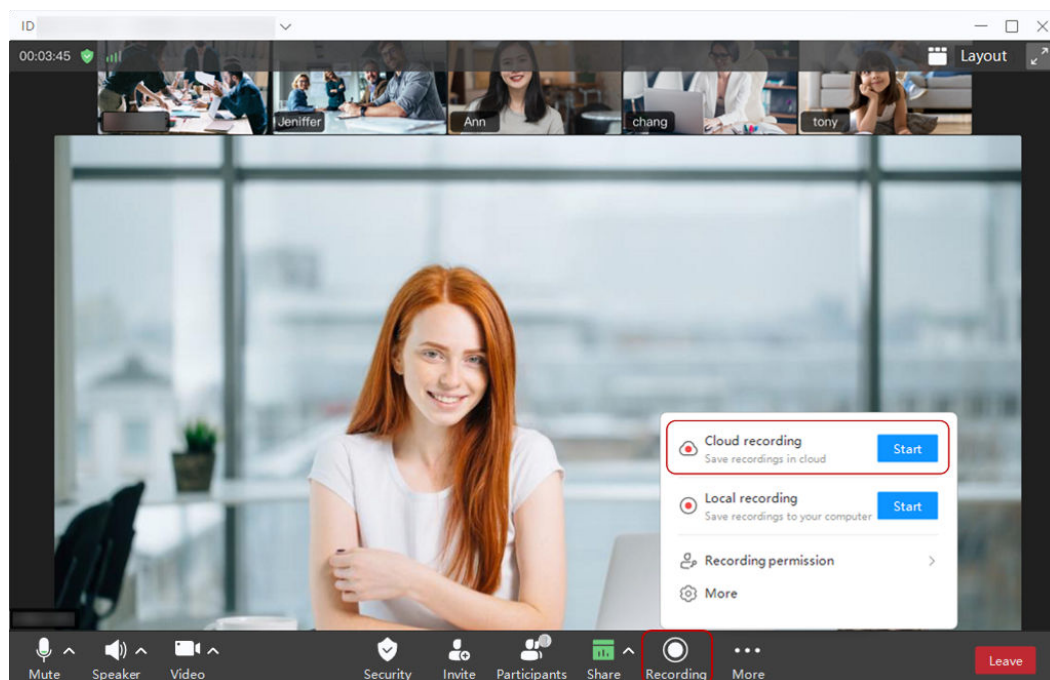 ID
00:03:45
Layout
Jeniffer
Ann
chang
tony
Cloud recording
Save recordings in cloud
Start
Local recording
Save recordings to your computer
Start
Recording permission
More
Mute
Speaker
Video
Security
Invite
Participants
Share
Recording
More
Leave